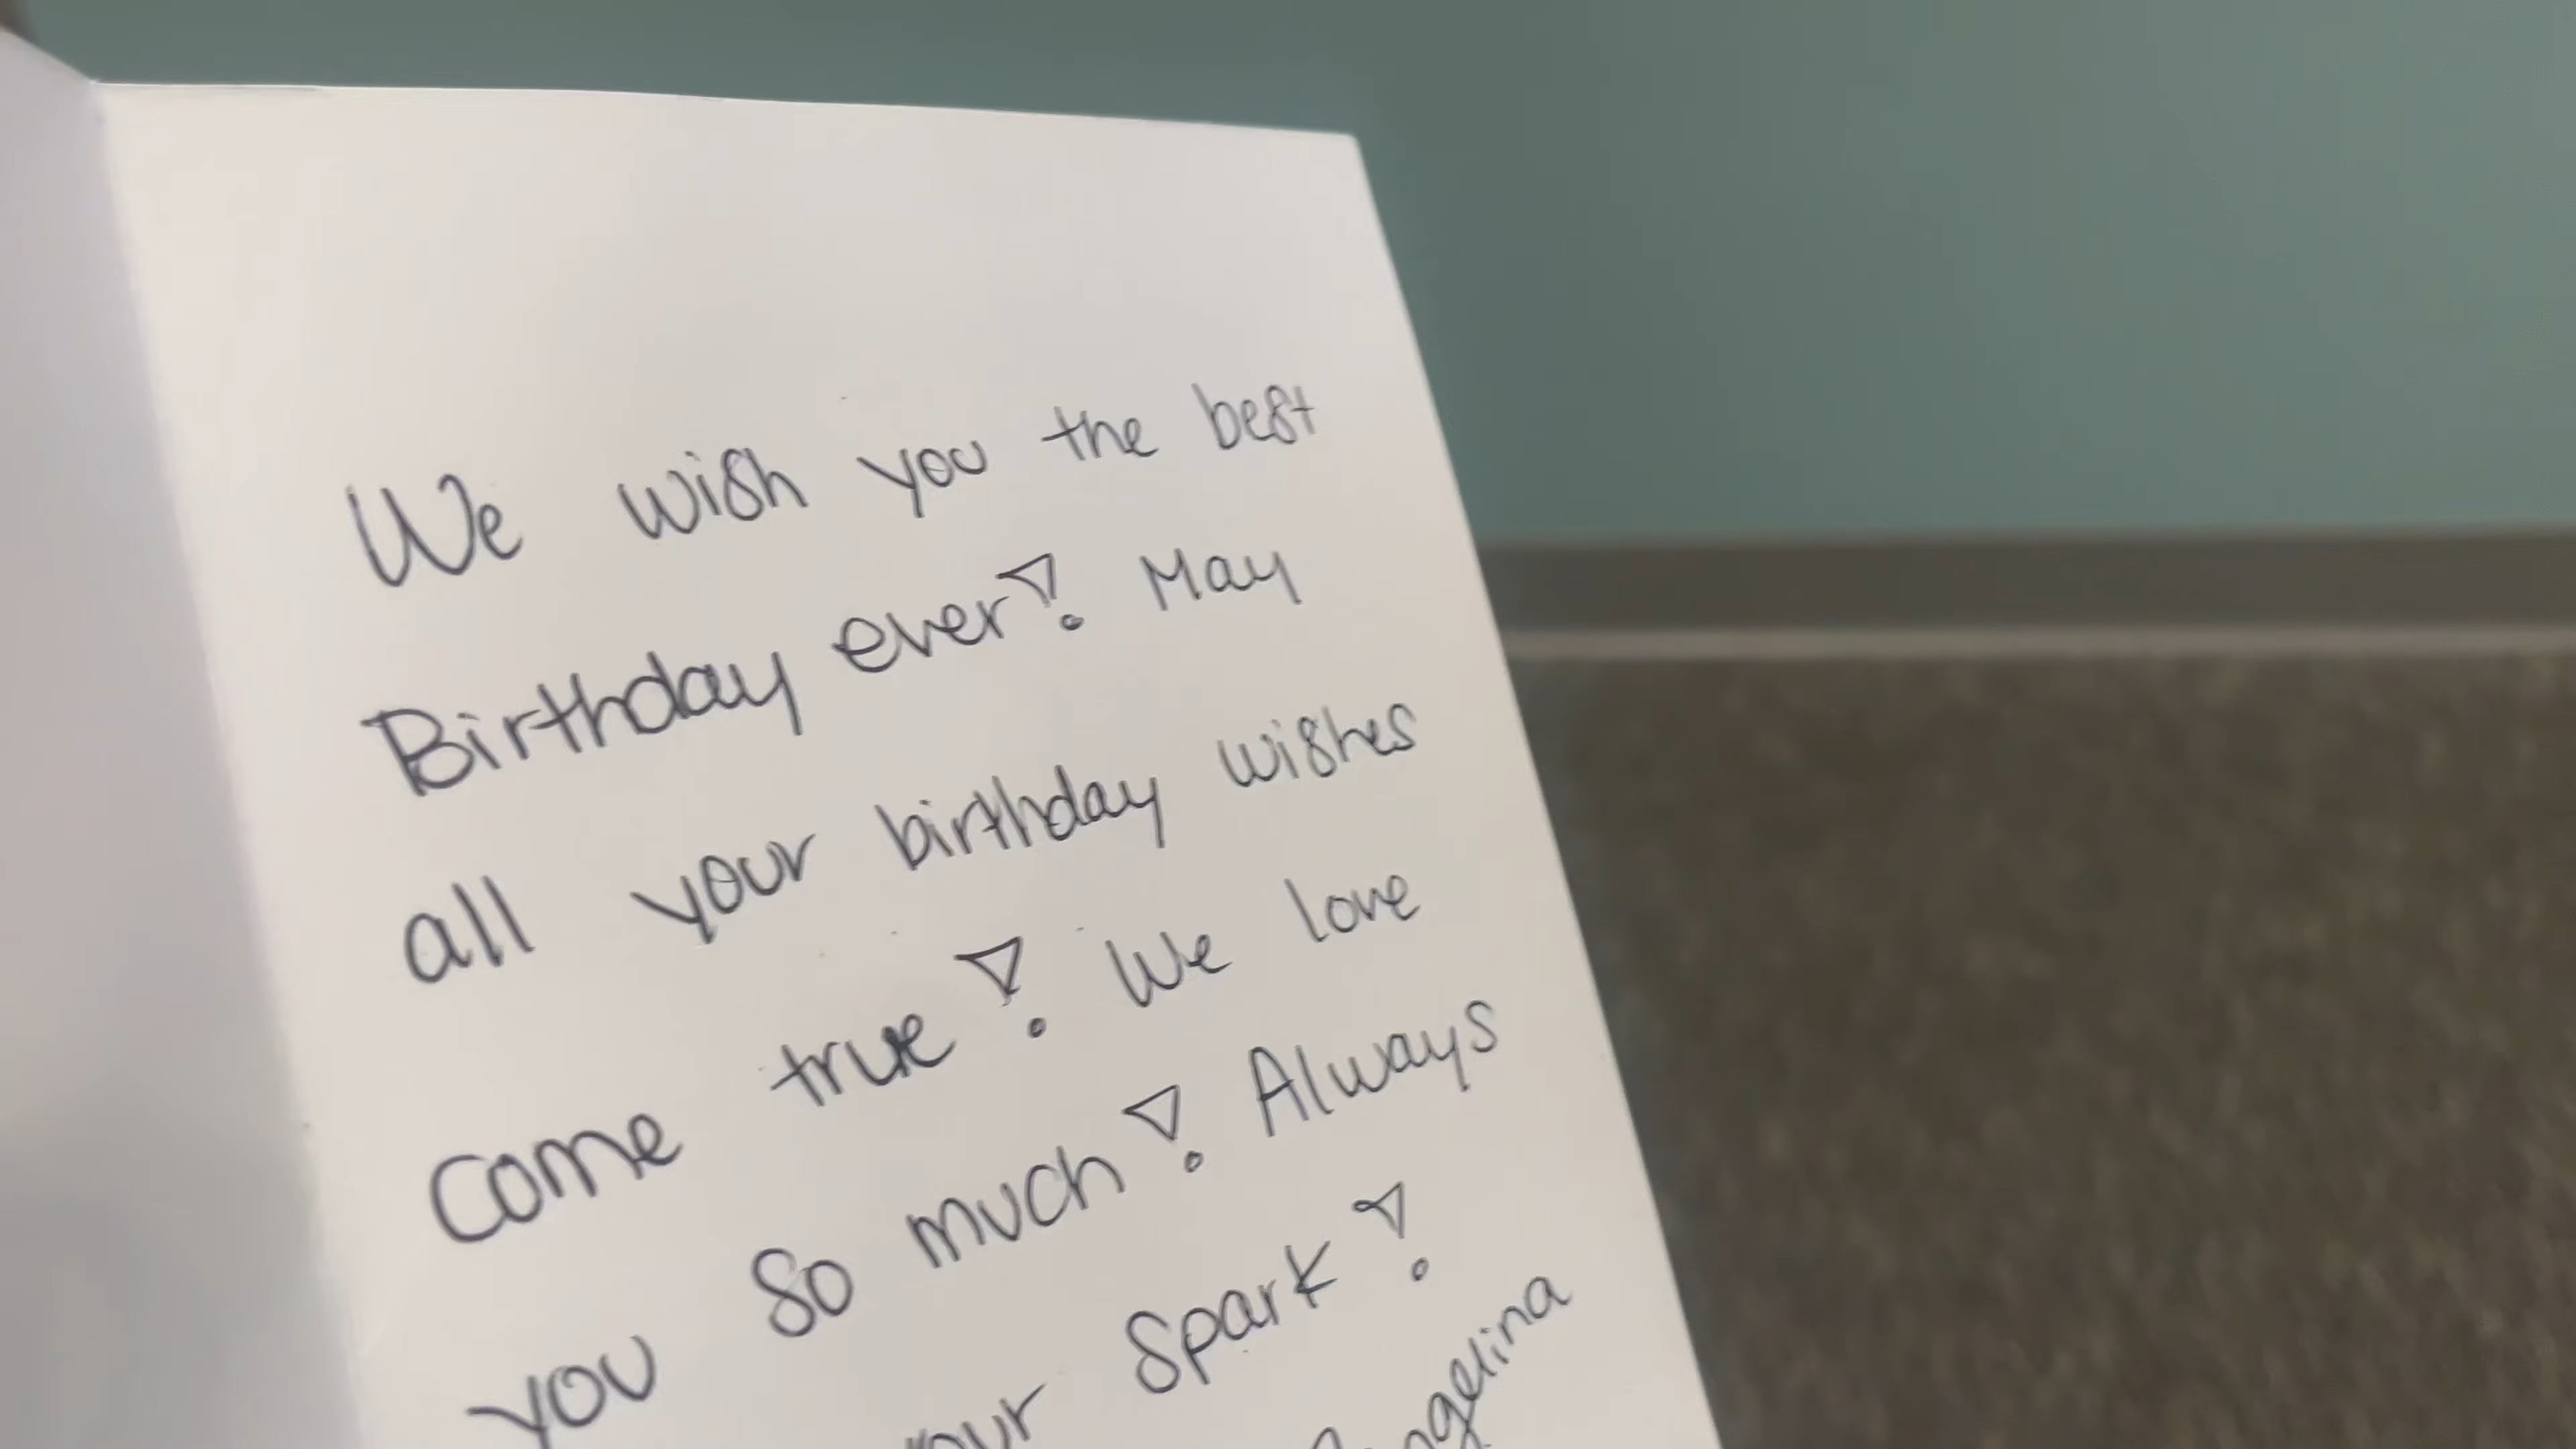 We wish you the best
Birthday ever! May
all your birthday wishes
come true! We love
you so much! Always
Spark!